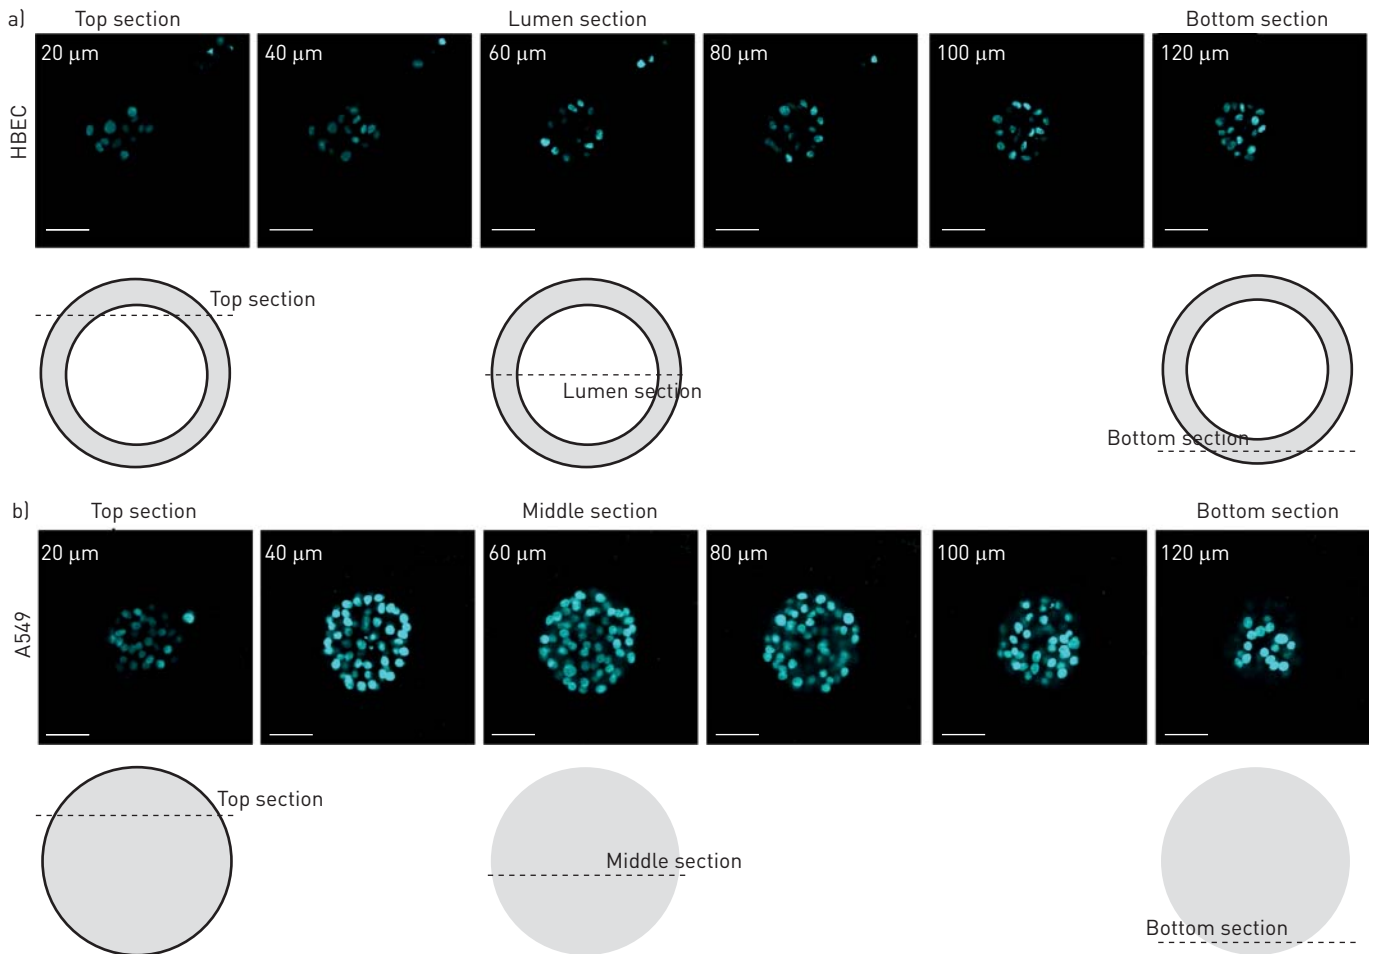 a)
Top section
Lumen section
Bottom section
HBEC
20 µm
40 µm
60 µm
80 µm
100 µm
120 µm
Top section
Lumen section
Bottom section
b)
Top section
Middle section
Bottom section
A549
20 µm
40 µm
60 µm
80 µm
100 µm
120 µm
Top section
Middle section
Bottom section